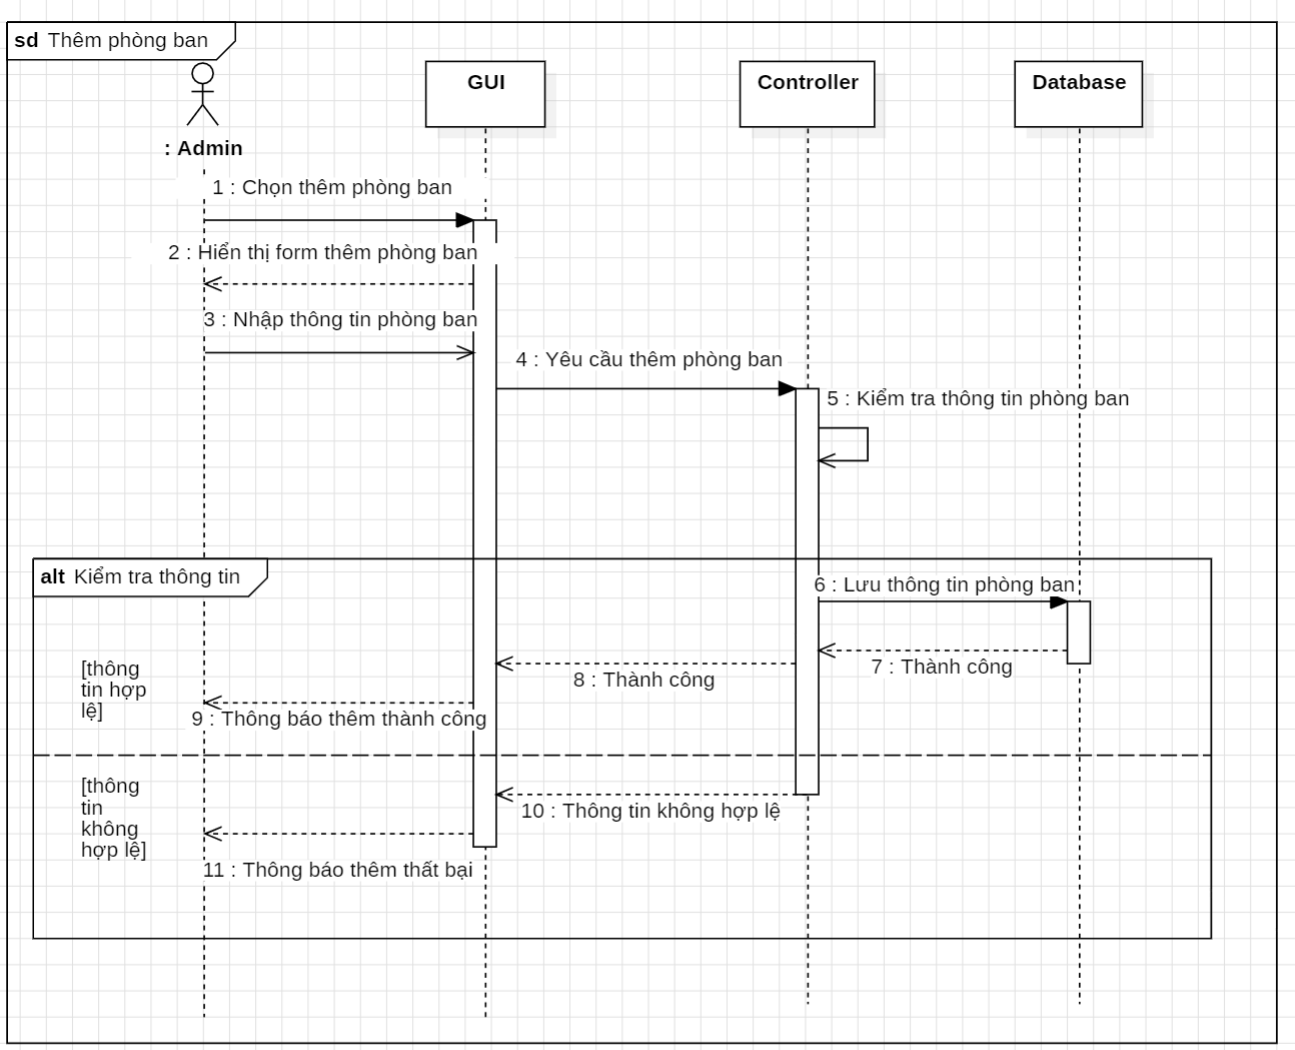 sd Thêm phòng ban
GUI
Controller
Database
: Admin
1 : Chọn thêm phòng ban
2 : Hiển thị form thêm phòng ban
3 : Nhập thông tin phòng ban
4 : Yêu cầu thêm phòng ban
5 : Kiểm tra thông tin phòng ban
alt Kiểm tra thông tin
6 : Lưu thông tin phòng ban
[thông
tin hợp
lệ]
7 : Thành công
8 : Thành công
9 : Thông báo thêm thành công
[thông
tin
không
hợp lệ]
10 : Thông tin không hợp lệ
11 : Thông báo thêm thất bại